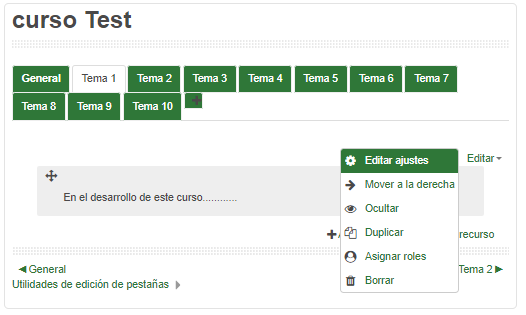 curso Test
General Tema 1 Tema 2 Tema 3 Tema 4 Tema 5 Tema 6 Tema 7
Tema 8 Tema 9 Tema 10
Editar
Editar ajustes
Mover a la derecha
En el desarrollo de este curso............
Ocultar
Duplicar
recurso
Asignar roles
General
Tema 2
Borrar
Utilidades de edición de pestañas